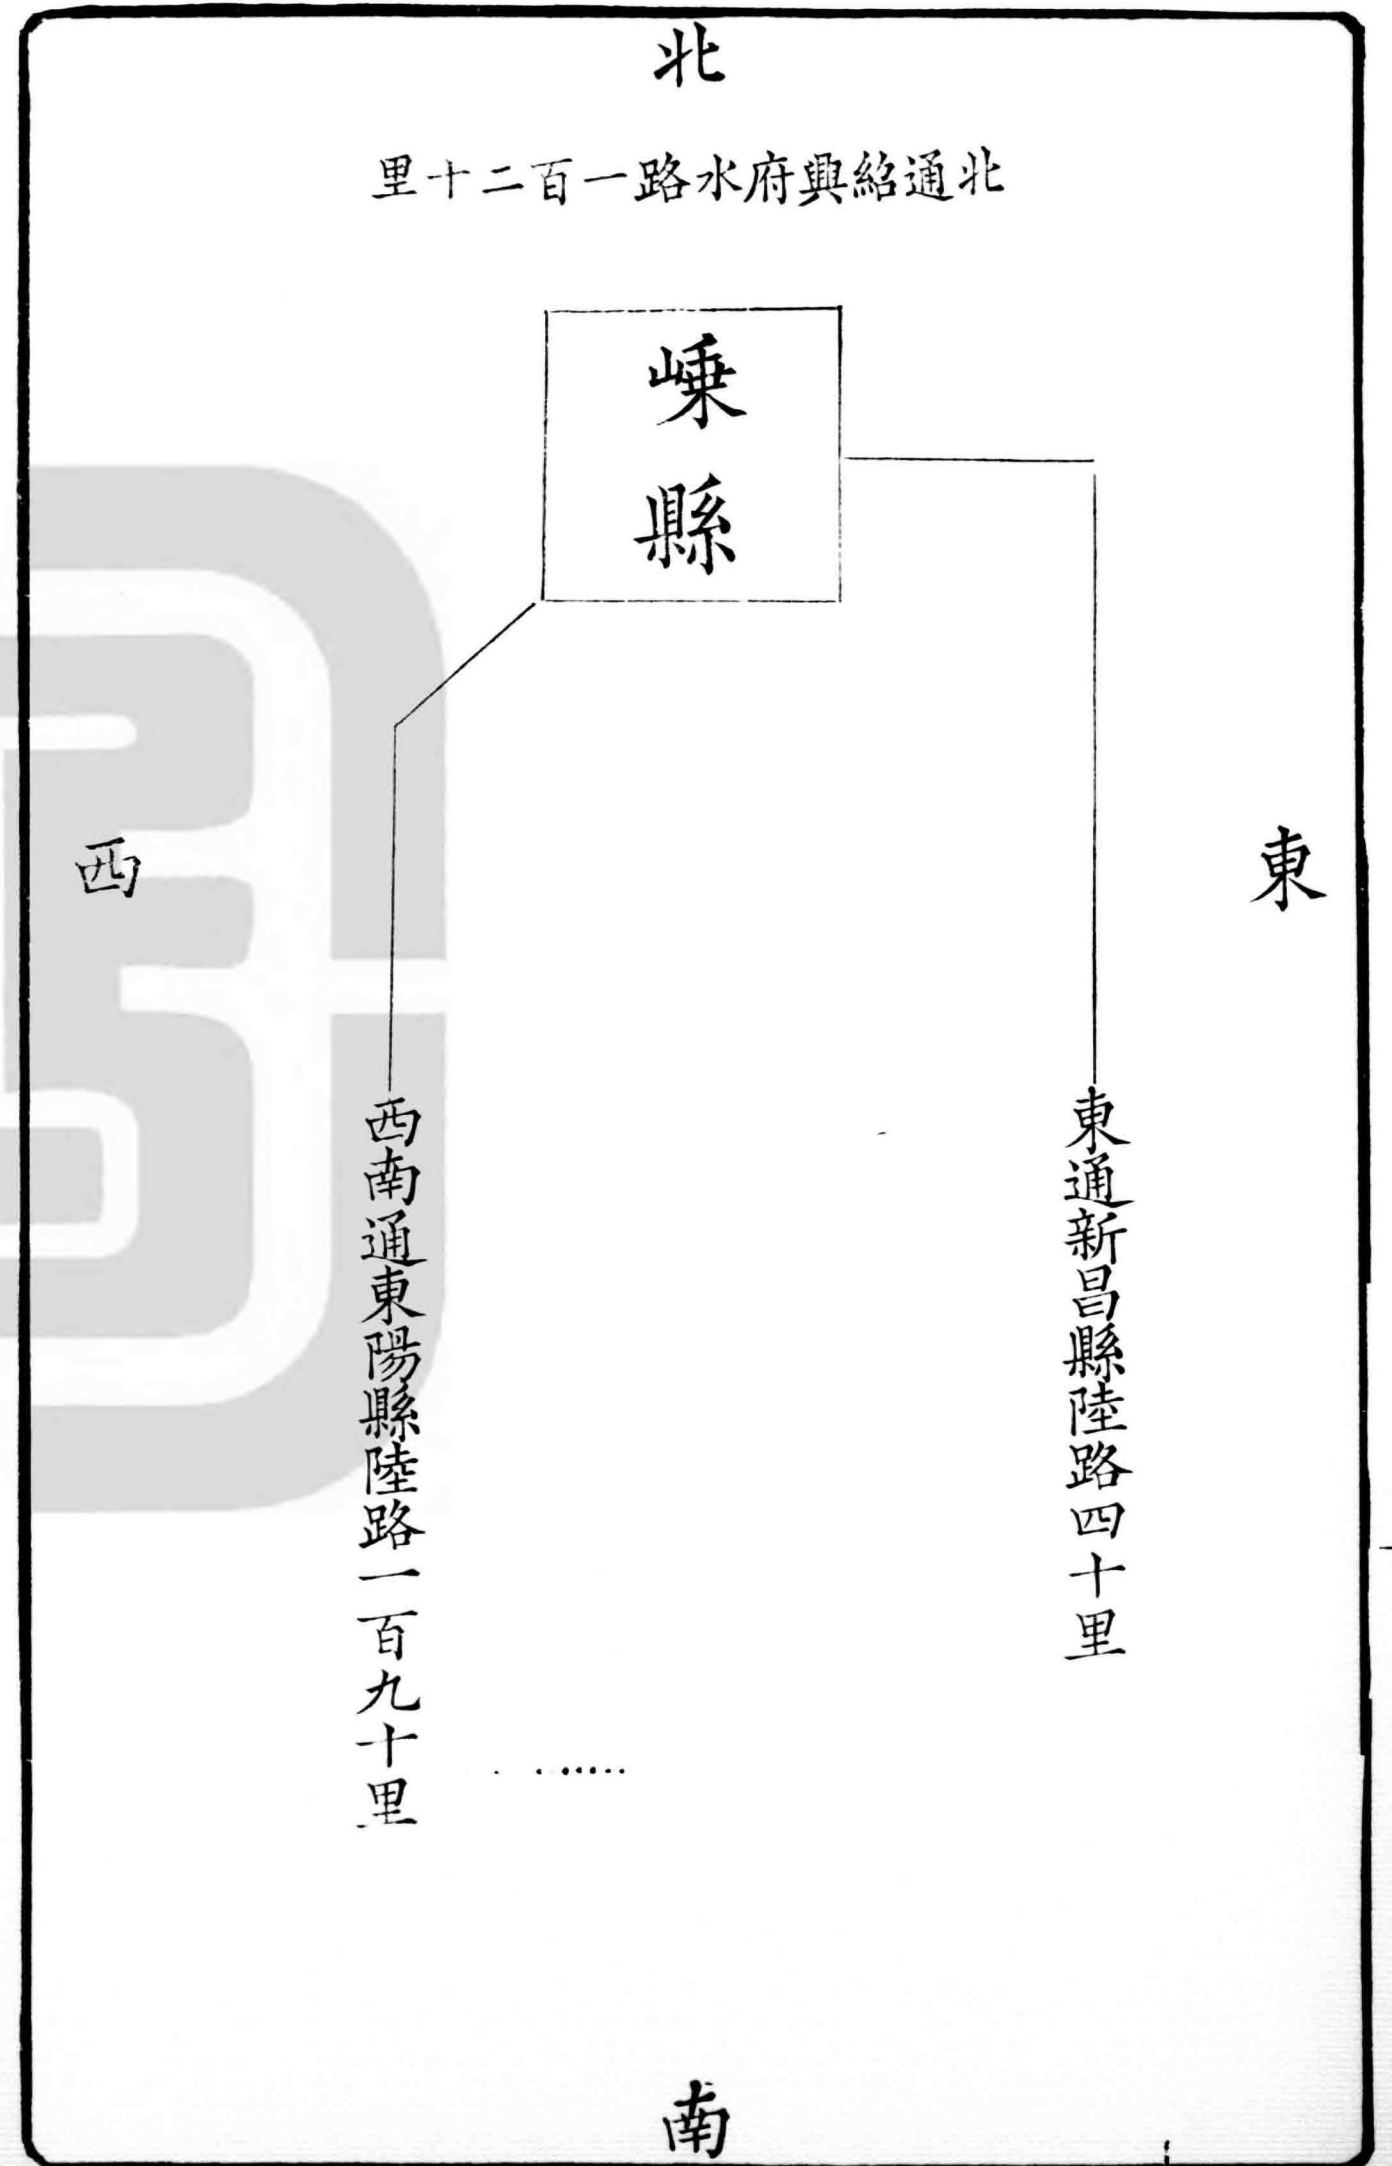 北
北通紹興府水路一百二十里
嵊縣
東
西
東通新昌縣陸路四十里
西南通東陽縣陸路一百九十里
南